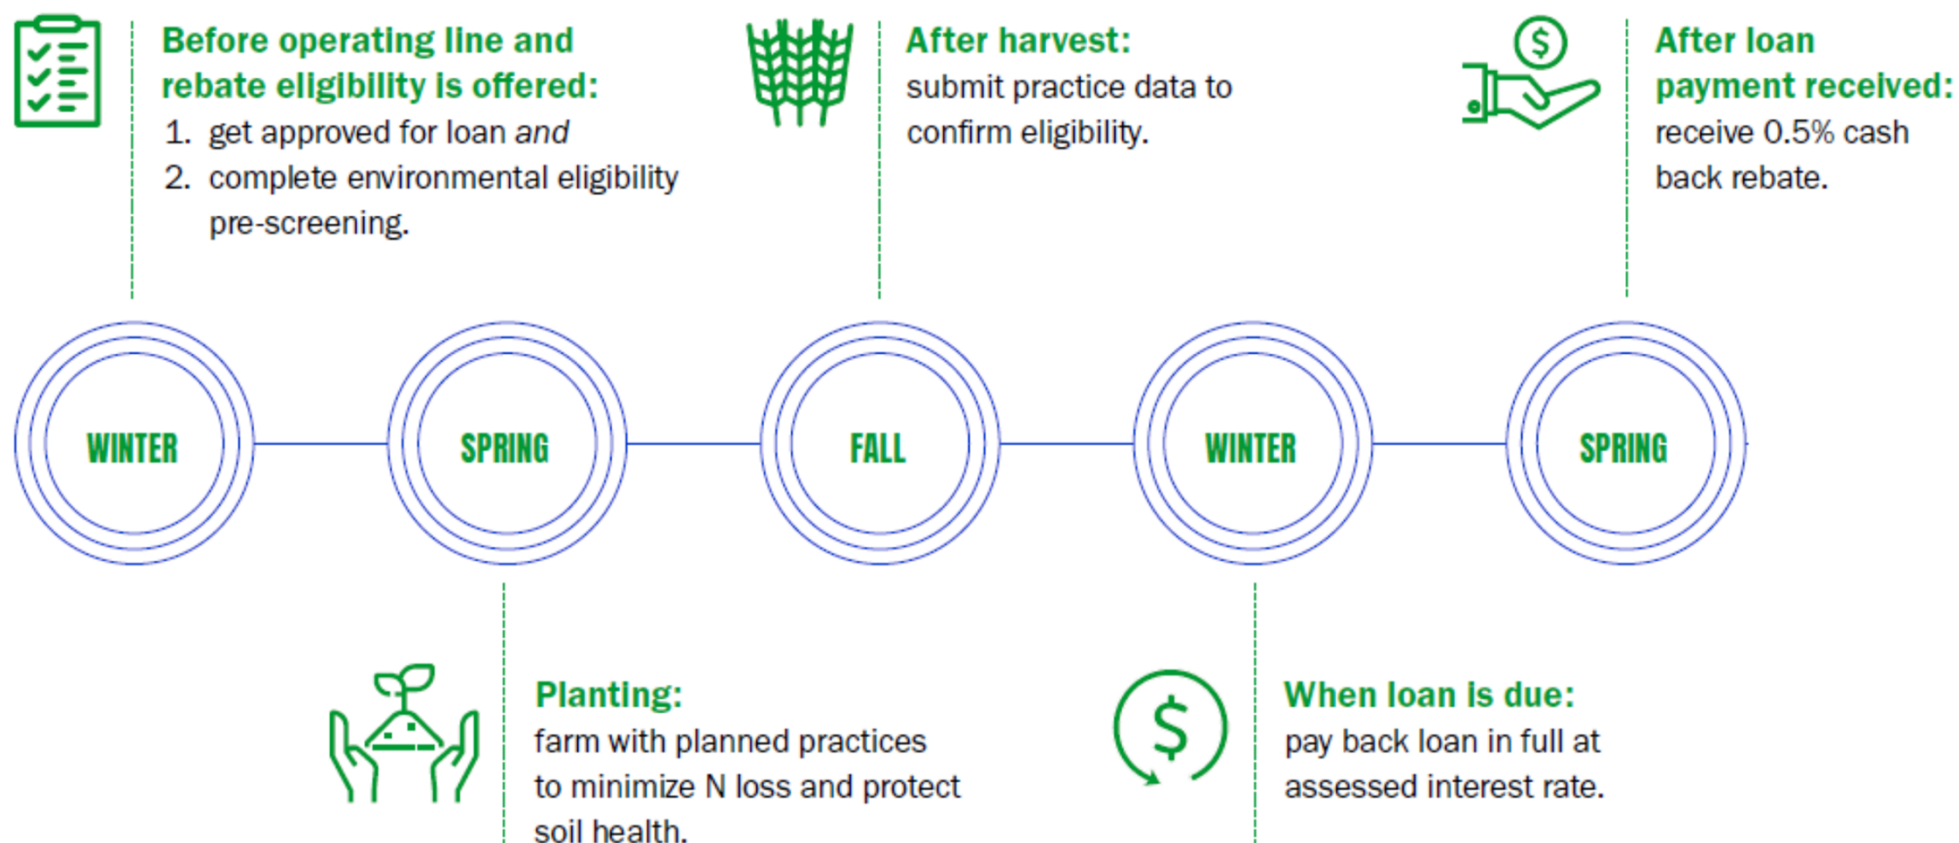 Before operating line and
rebate eligibility is offered:
1. get approved for loan and
2. complete environmental eligibility
pre-screening.
After harvest:
submit practice data to
confirm eligibility.
$
After loan
payment received:
receive 0.5% cash
back rebate.
WINTER
SPRING
FALL
WINTER
SPRING
Planting:
farm with planned practices
to minimize N loss and protect
soil health.
$
When loan is due:
pay back loan in full at
assessed interest rate.